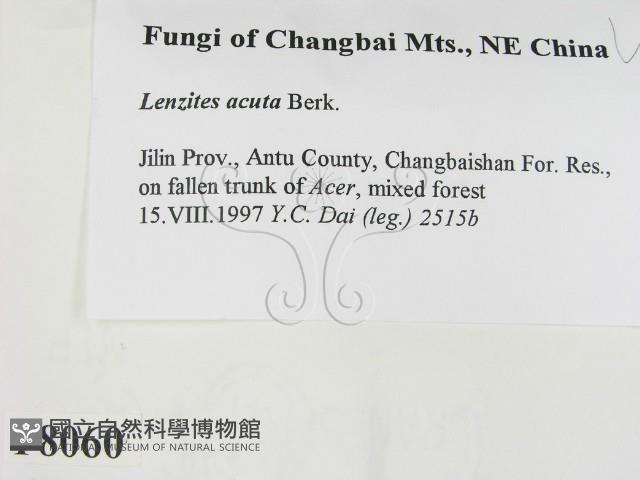 Fungi of Changbai Mts., NE China
Lenzites acuta Berk.
Jilin Prov., Antu County, Changbaishan For. Res.,
on fallen trunk of Acer, mixed forest
15.VIII.1997 Y.C. Dai (leg.) 2515b
國立自然科學博物館
NATIONAL MUSEUM OF NATURAL SCIENCE
8060